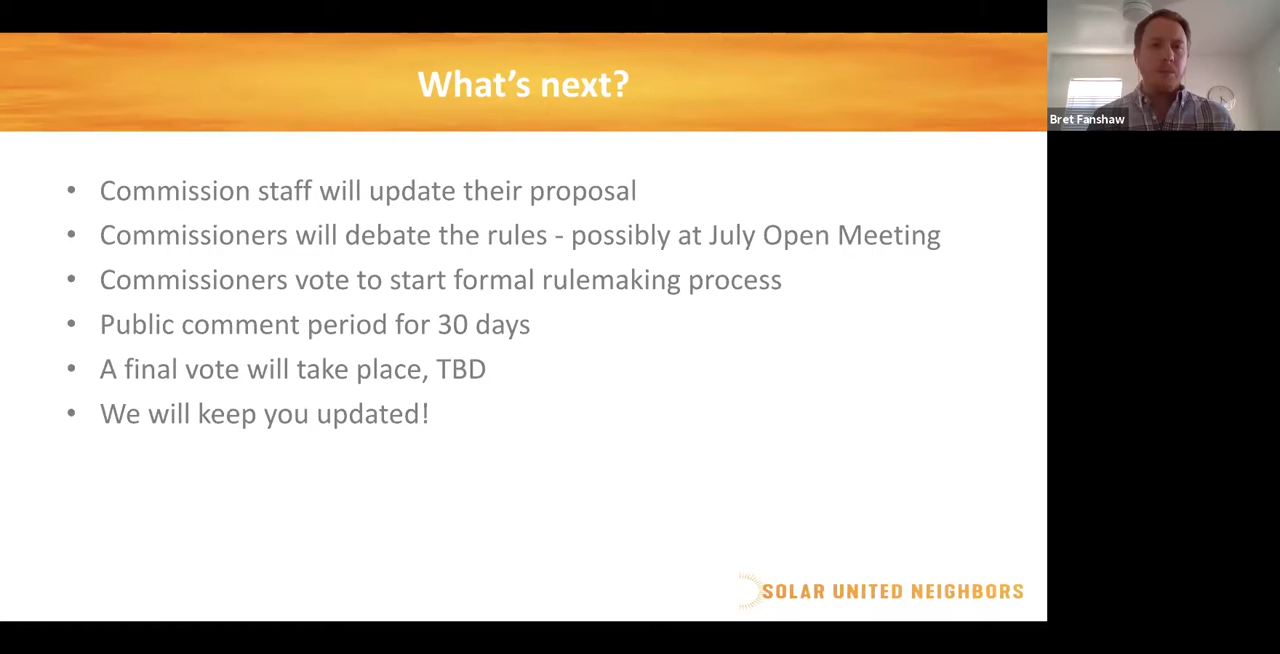 What's next?
Bret Fanshaw
• Commission staff will update their proposal
• Commissioners will debate the rules - possibly at July Open Meeting
• Commissioners vote to start formal rulemaking process
• Public comment period for 30 days
• A final vote will take place, TBD
• We will keep you updated!
SOLAR UNITED NEIGHBORS